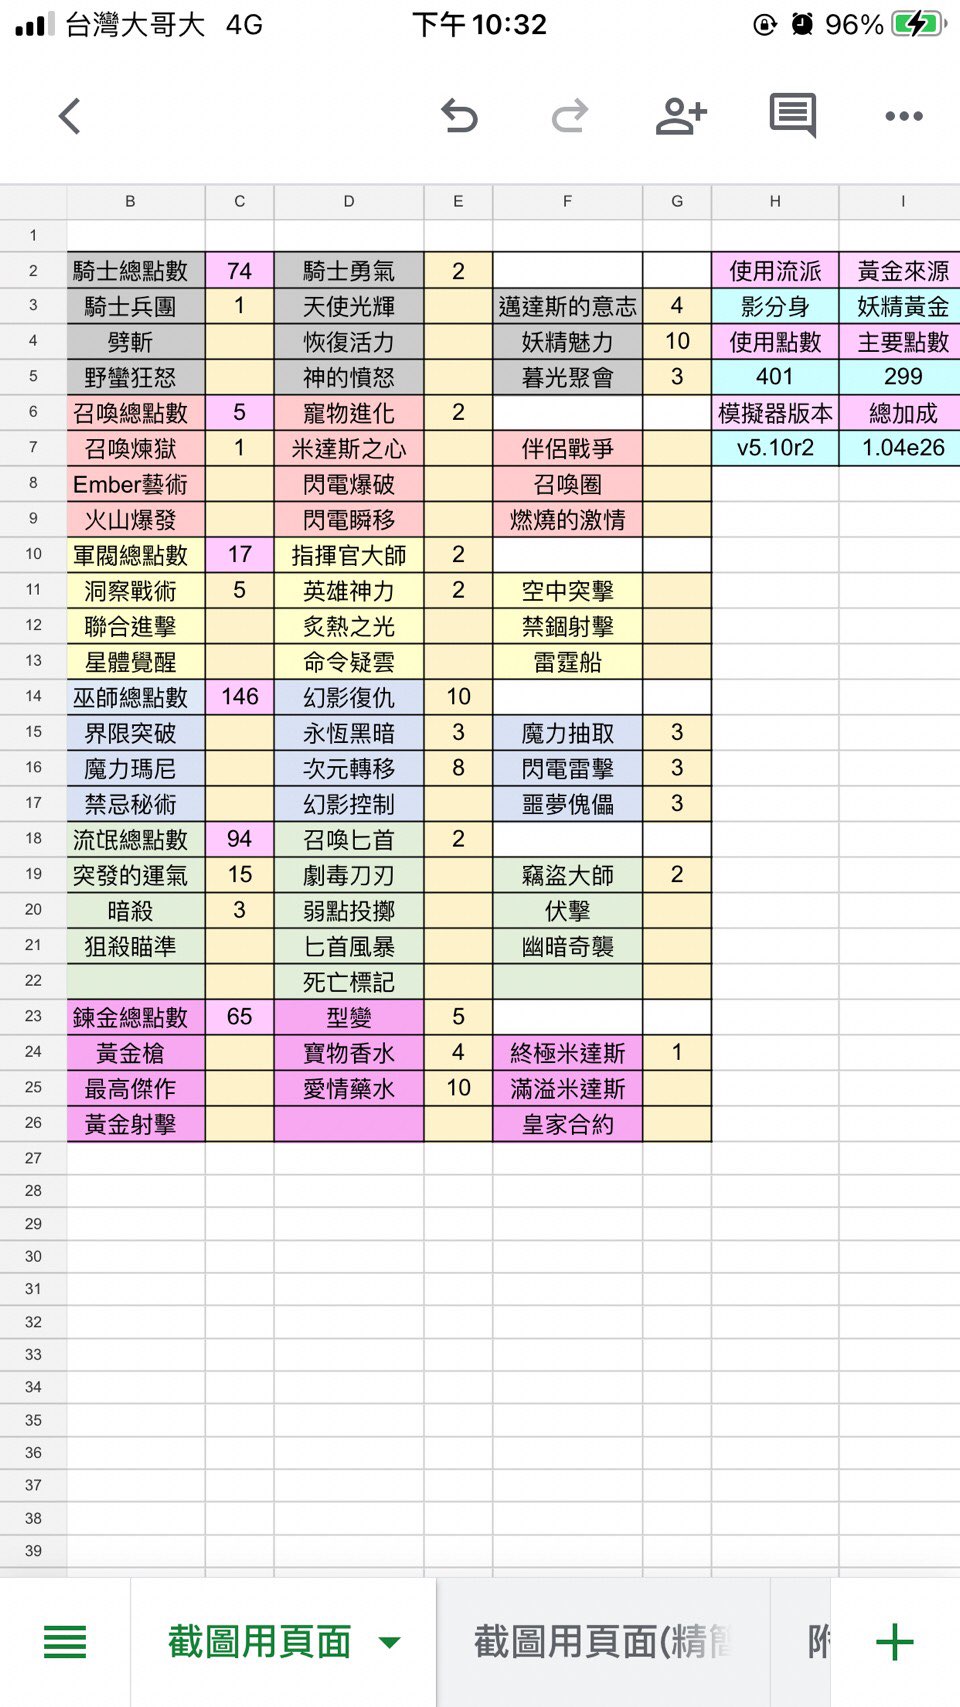 台灣大哥大 4G 下午10:32 96%
B C D E F G H I
1
2 騎士總點數 74 騎士勇氣 2 使用流派 黃金來源
3 騎士兵團 1 天使光輝 邁達斯的意志 4 影分身 妖精黃金
4 劈斬 恢復活力 妖精魅力 10 使用點數 主要點數
5 野蠻狂怒 神的憤怒 暮光聚會 3 401 299
6 召喚總點數 5 寵物進化 2 模擬器版本 總加成
7 召喚煉獄 1 米達斯之心 伴侶戰爭 v5.10r2 1.04e26
8 Ember藝術 閃電爆破 召喚圈
9 火山爆發 閃電瞬移 燃燒的激情
10 軍閥總點數 17 指揮官大師 2
11 洞察戰術 5 英雄神力 2 空中突擊
12 聯合進擊 炙熱之光 禁錮射擊
13 星體覺醒 命令疑雲 雷霆船
14 巫師總點數 146 幻影復仇 10
15 界限突破 永恆黑暗 3 魔力抽取 3
16 魔力瑪尼 次元轉移 8 閃電雷擊 3
17 禁忌秘術 幻影控制 噩夢傀儡 3
18 流氓總點數 94 召喚匕首 2
19 突發的運氣 15 劇毒刀刃 竊盜大師 2
20 暗殺 3 弱點投擲 伏擊
21 狙殺瞄準 匕首風暴 幽暗奇襲
22 死亡標記
23 鍊金總點數 65 型變 5
24 黃金槍 寶物香水 4 終極米達斯 1
25 最高傑作 愛情藥水 10 滿溢米達斯
26 黃金射擊 皇家合約
27
28
29
30
31
32
33
34
35
36
37
38
39
截圖用頁面 截圖用頁面(精簡 附